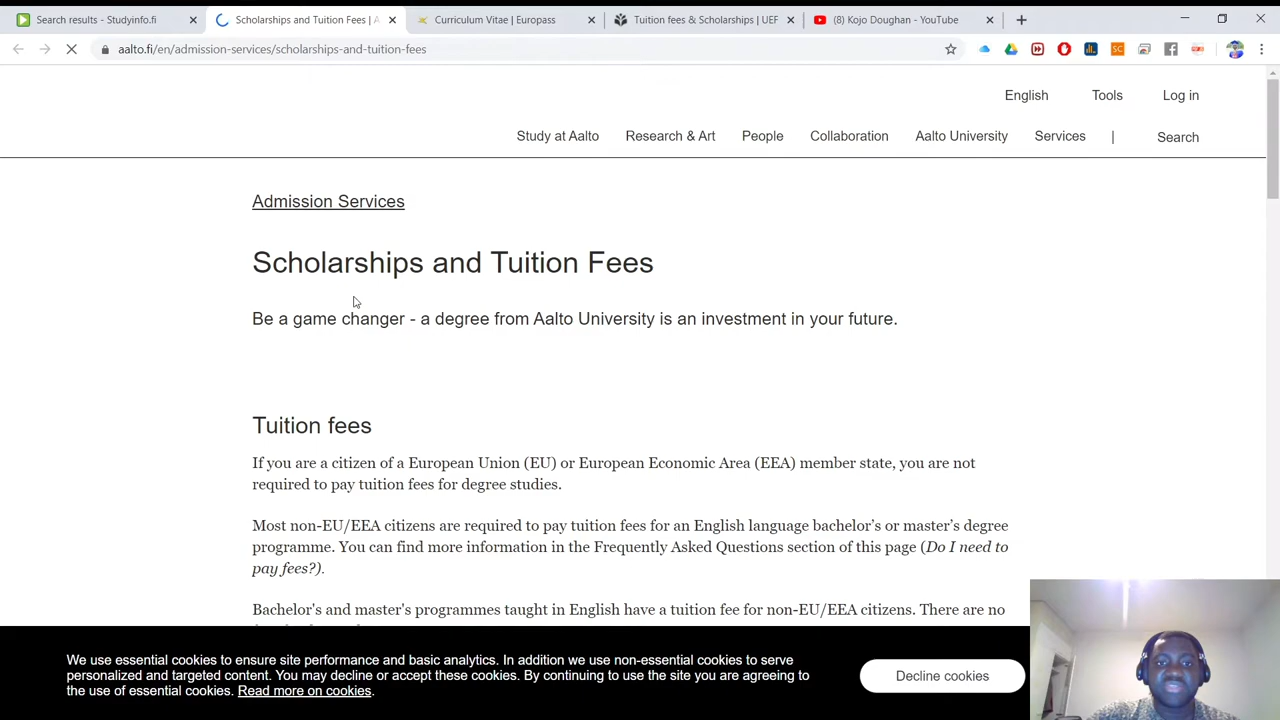 Search results - Studyinfo.fi
Scholarships and Tuition Fees | A
Curriculum Vitae | Europass
Tuition fees & Scholarships | UEF
(8) Kojo Doughan - YouTube
aalto.fi/en/admission-services/scholarships-and-tuition-fees
English Tools Log in
Study at Aalto Research & Art People Collaboration Aalto University Services | Search
Admission Services
Scholarships and Tuition Fees
Be a game changer - a degree from Aalto University is an investment in your future.
Tuition fees
If you are a citizen of a European Union (EU) or European Economic Area (EEA) member state, you are not
required to pay tuition fees for degree studies.
Most non-EU/EEA citizens are required to pay tuition fees for an English language bachelor's or master's degree
programme. You can find more information in the Frequently Asked Questions section of this page (Do I need to
pay fees?).
Bachelor's and master's programmes taught in English have a tuition fee for non-EU/EEA citizens. There are no
We use essential cookies to ensure site performance and basic analytics. In addition we use non-essential cookies to serve
personalized and targeted content. You may decline or accept these cookies. By continuing to use the site you are agreeing to
the use of essential cookies. Read more on cookies.
Decline cookies